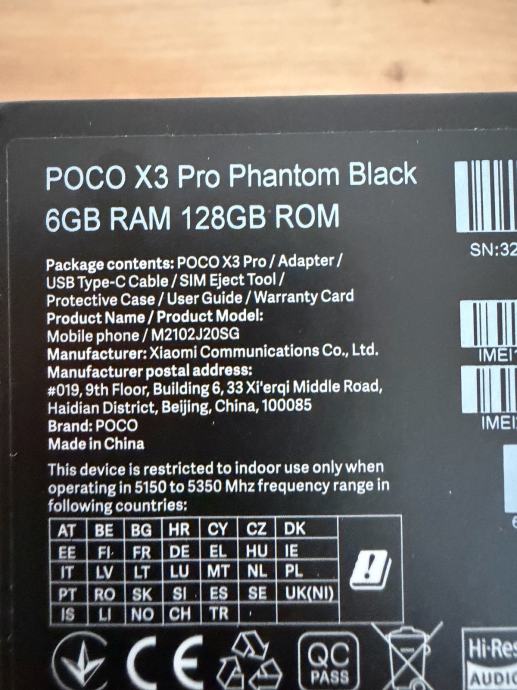 POCO X3 Pro Phantom Black
6GB RAM 128GB ROM
Package contents: POCO X3 Pro / Adapter /
USB Type-C Cable / SIM Eject Tool /
Protective Case / User Guide / Warranty Card
Product Name / Product Model:
Mobile phone / M2102J20SG
Manufacturer: Xiaomi Communications Co., Ltd.
Manufacturer postal address:
#019, 9th Floor, Building 6, 33 Xi'erqi Middle Road,
Haidian District, Beijing, China, 100085
Brand: POCO
Made in China
This device is restricted to indoor use only when
operating in 5150 to 5350 Mhz frequency range in
following countries:
AT BE BG HR CY CZ DK
EE FI FR DE EL HU IE
IT LV LT LU MT NL PL
PT RO SK SI ES SE UK(NI)
IS LI NO CH TR
CE
QC
PASS
Hi-Res
AUDIO
SN:32
IMEI
IMEI